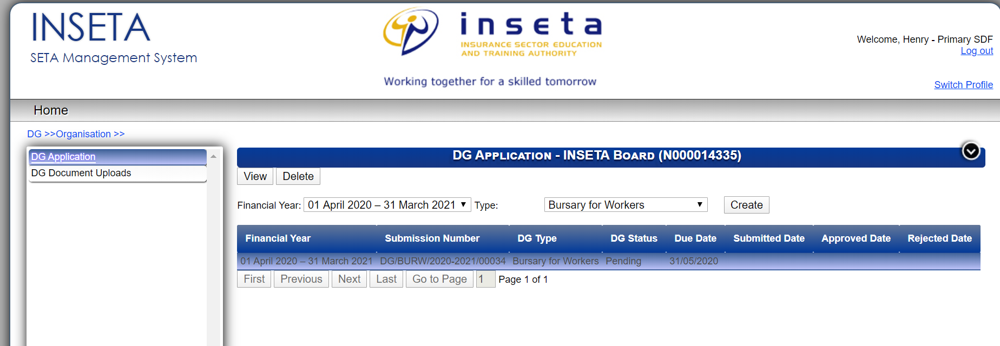 INSETA
SETA Management System
inseta
INSURANCE SECTOR EDUCATION
AND TRAINING AUTHORITY
Working together for a skilled tomorrow
Welcome, Henry - Primary SDF
Log out
Switch Profile
Home
DG >>Organisation >>
DG Application
DG Document Uploads
DG Application - INSETA Board (N000014335)
View Delete
Financial Year: 01 April 2020 – 31 March 2021 Type: Bursary for Workers Create
Financial Year Submission Number DG Type DG Status Due Date Submitted Date Approved Date Rejected Date
01 April 2020 – 31 March 2021 DG/BURW/2020-2021/00034 Bursary for Workers Pending 31/05/2020
First Previous Next Last Go to Page 1 Page 1 of 1